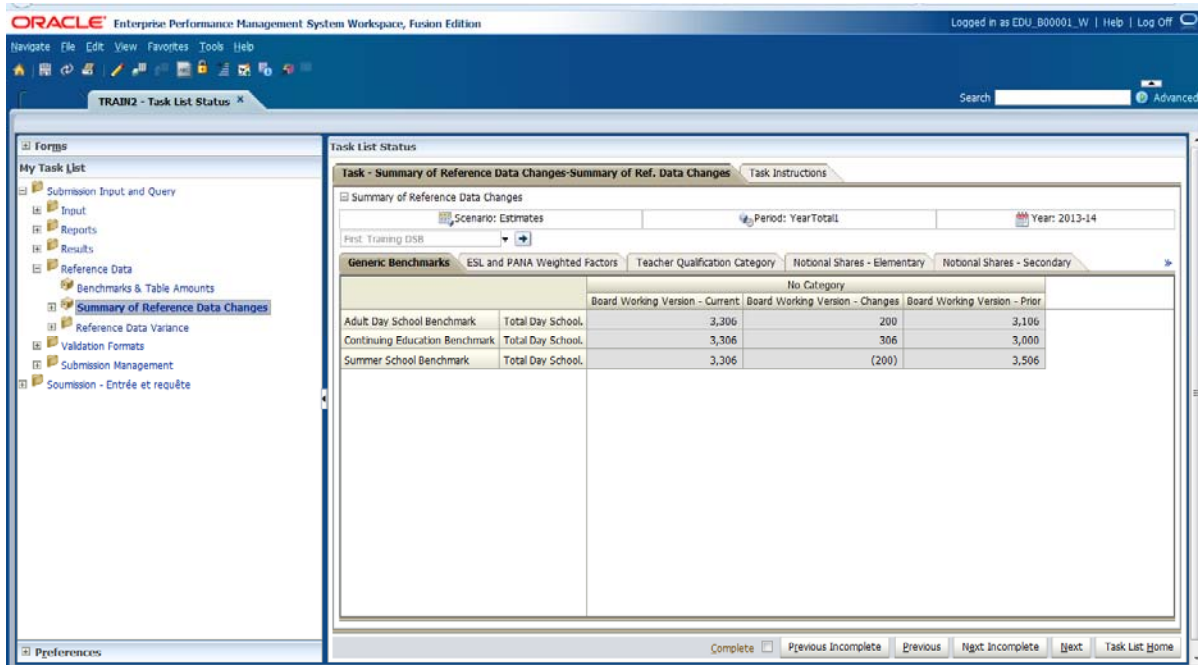 ORACLE® Enterprise Performance Management System Workspace, Fusion Edition
Logged in as EDU_B00001_W | Help | Log Off
Navigate File Edit View Favorites Tools Help
TRAIN2 - Task List Status ×
Search
Advanced
Forms
My Task List
Submission Input and Query
Input
Reports
Results
Reference Data
Benchmarks & Table Amounts
Summary of Reference Data Changes
Reference Data Variance
Validation Formats
Submission Management
Soumission - Entrée et requête
Preferences
Task List Status
Task - Summary of Reference Data Changes-Summary of Ref. Data Changes Task Instructions
Summary of Reference Data Changes
Scenario: Estimates Period: YearTotal1 Year: 2013-14
First Training DSB
Generic Benchmarks ESL and PANA Weighted Factors Teacher Qualification Category Notional Shares - Elementary Notional Shares - Secondary
No Category
Board Working Version - Current Board Working Version - Changes Board Working Version - Prior
Adult Day School Benchmark Total Day School. 3,306 200 3,106
Continuing Education Benchmark Total Day School. 3,306 306 3,000
Summer School Benchmark Total Day School. 3,306 (200) 3,506
Complete Previous Incomplete Previous Next Incomplete Next Task List Home